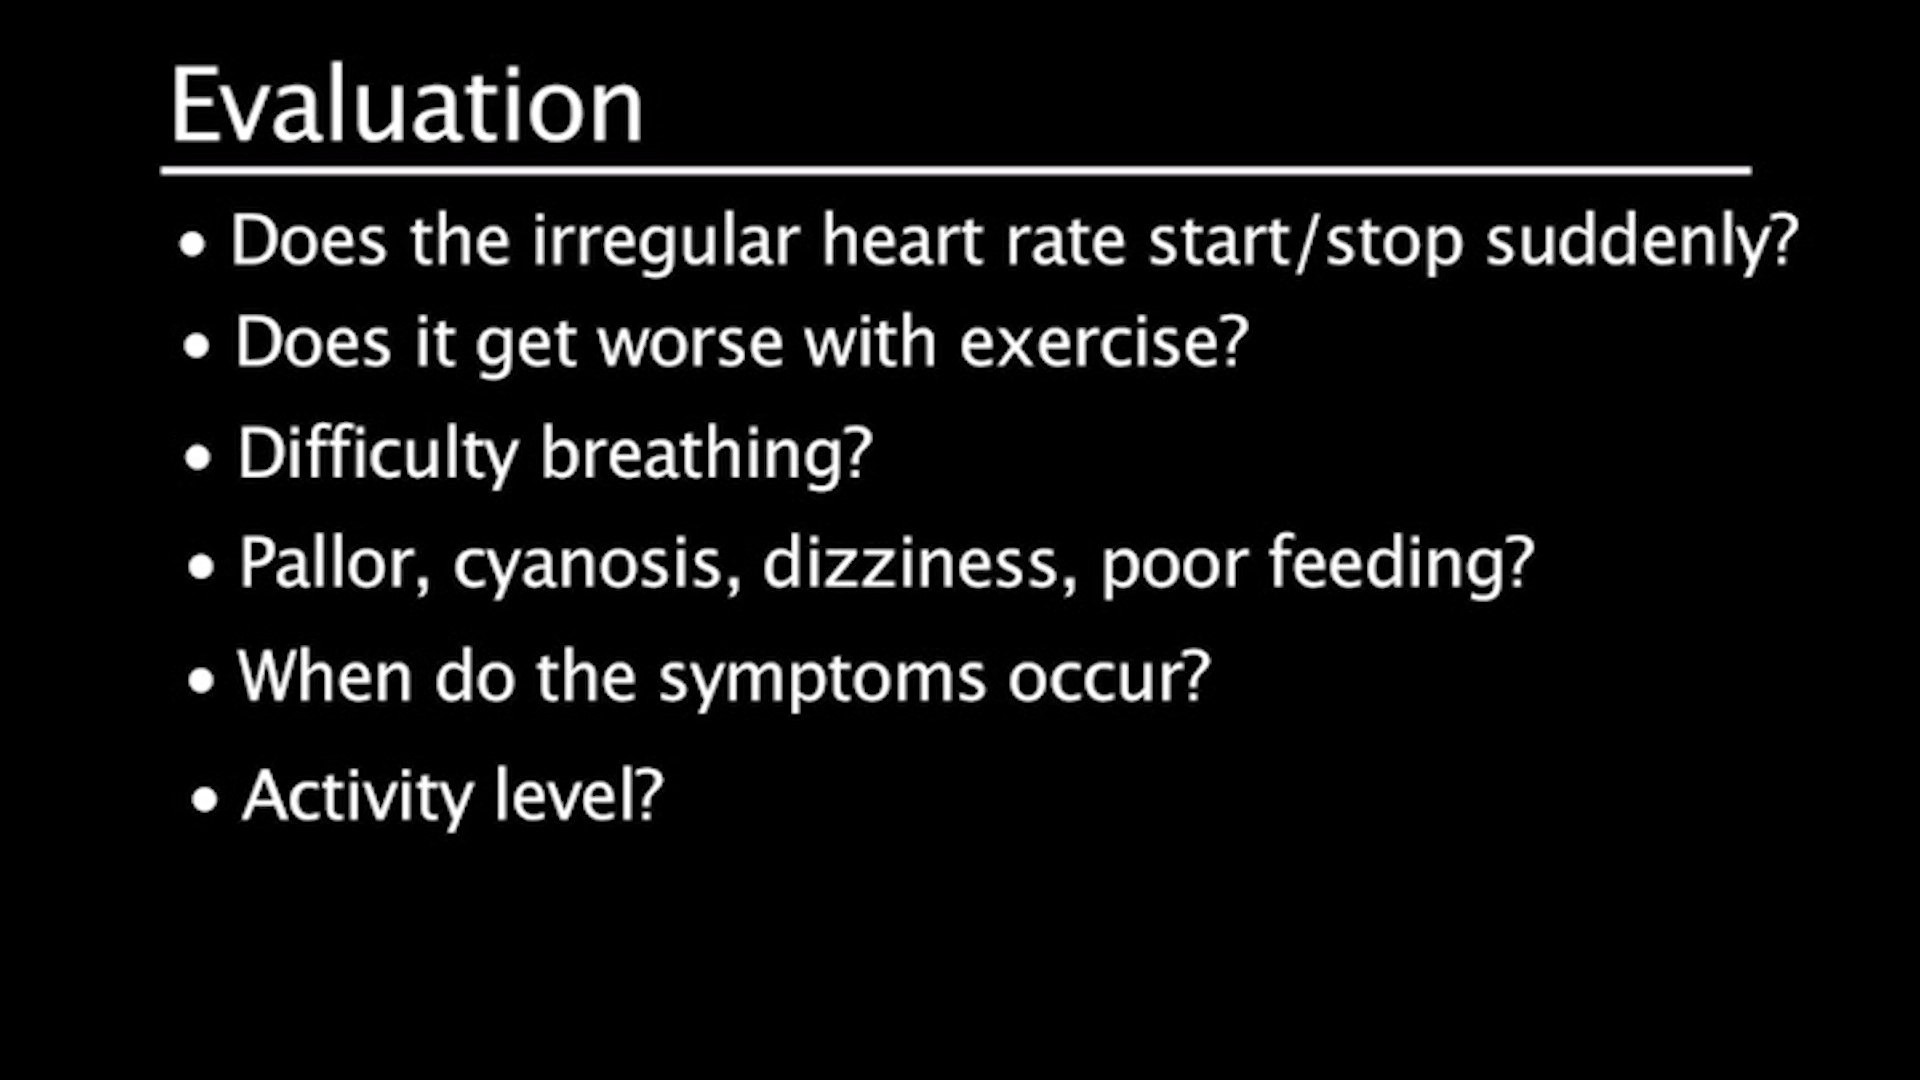 Evaluation
• Does the irregular heart rate start/stop suddenly?
• Does it get worse with exercise?
• Difficulty breathing?
• Pallor, cyanosis, dizziness, poor feeding?
• When do the symptoms occur?
• Activity level?